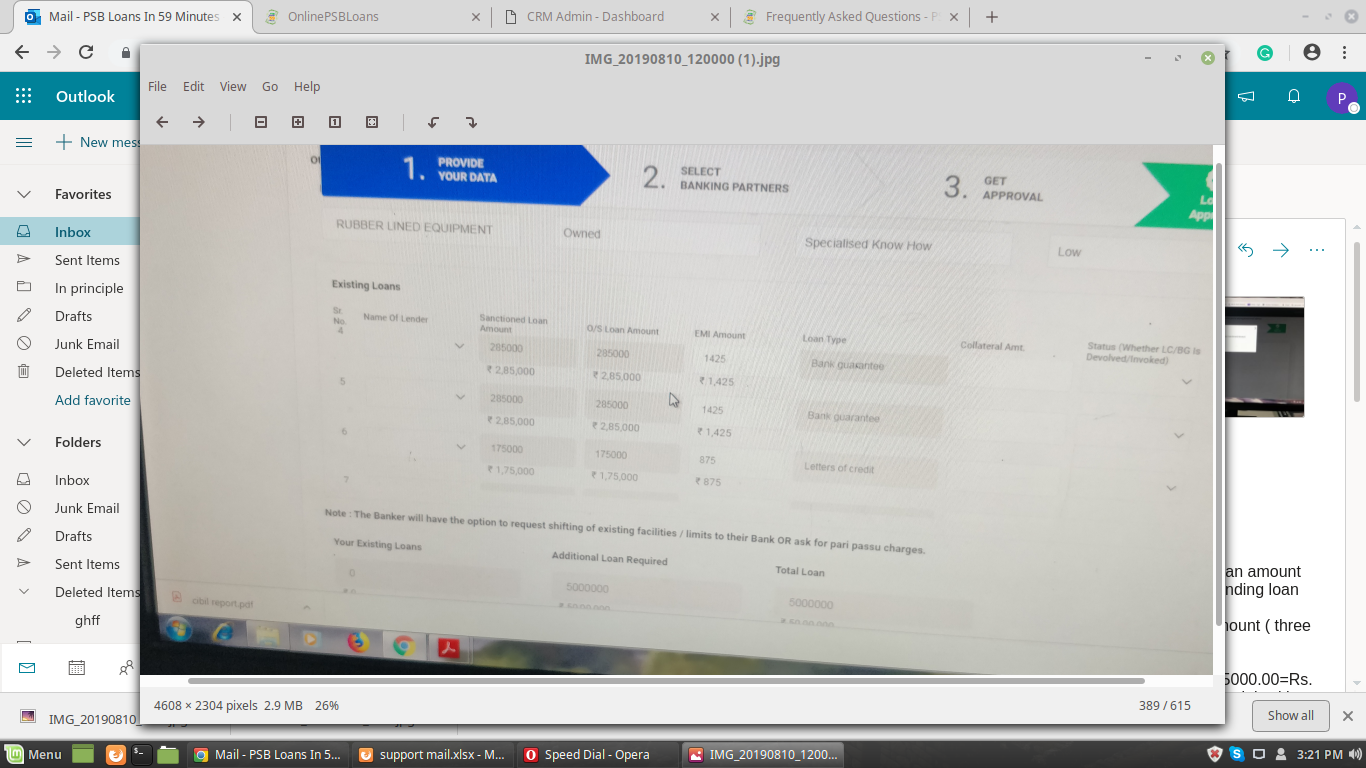 Mail - PSB Loans In 59 Minutes
OnlinePSBLoans
CRM Admin - Dashboard
Frequently Asked Questions - P
IMG_20190810_120000 (1).jpg
File Edit View Go Help
Outlook
P
New mess
Favorites
Inbox
Sent Items
In principle
Drafts
Junk Email
Deleted Items
Add favorite
Folders
Inbox
Junk Email
Drafts
Sent Items
Deleted Items
ghff
1. PROVIDE YOUR DATA
2. SELECT BANKING PARTNERS
3. GET APPROVAL
RUBBER LINED EQUIPMENT Owned Specialised Know How Low
Existing Loans
Sr. No. Name Of Lender Sanctioned Loan Amount O/S Loan Amount EMI Amount Loan Type Collateral Amt. Status (Whether LC/BG Is Devolved/Invoked)
4 285000 285000 1425 Bank guarantee
₹ 2,85,000 ₹ 2,85,000 ₹ 1,425
5 285000 285000 1425 Bank guarantee
₹ 2,85,000 ₹ 2,85,000 ₹ 1,425
6 175000 175000 875 Letters of credit
₹ 1,75,000 ₹ 1,75,000 ₹ 875
7
Note : The Banker will have the option to request shifting of existing facilities / limits to their Bank OR ask for pari passu charges.
Your Existing Loans Additional Loan Required Total Loan
0 5000000 5000000
₹ 0 ₹ 50,00,000 ₹ 50,00,000
cibil report.pdf
an amount
nding loan
nount ( three
5000.00=Rs.
4608 × 2304 pixels 2.9 MB 26% 389 / 615
IMG_20190810_
Show all
Menu
Mail - PSB Loans In 5...
support mail.xlsx - M...
Speed Dial - Opera
IMG_20190810_1200...
3:21 PM